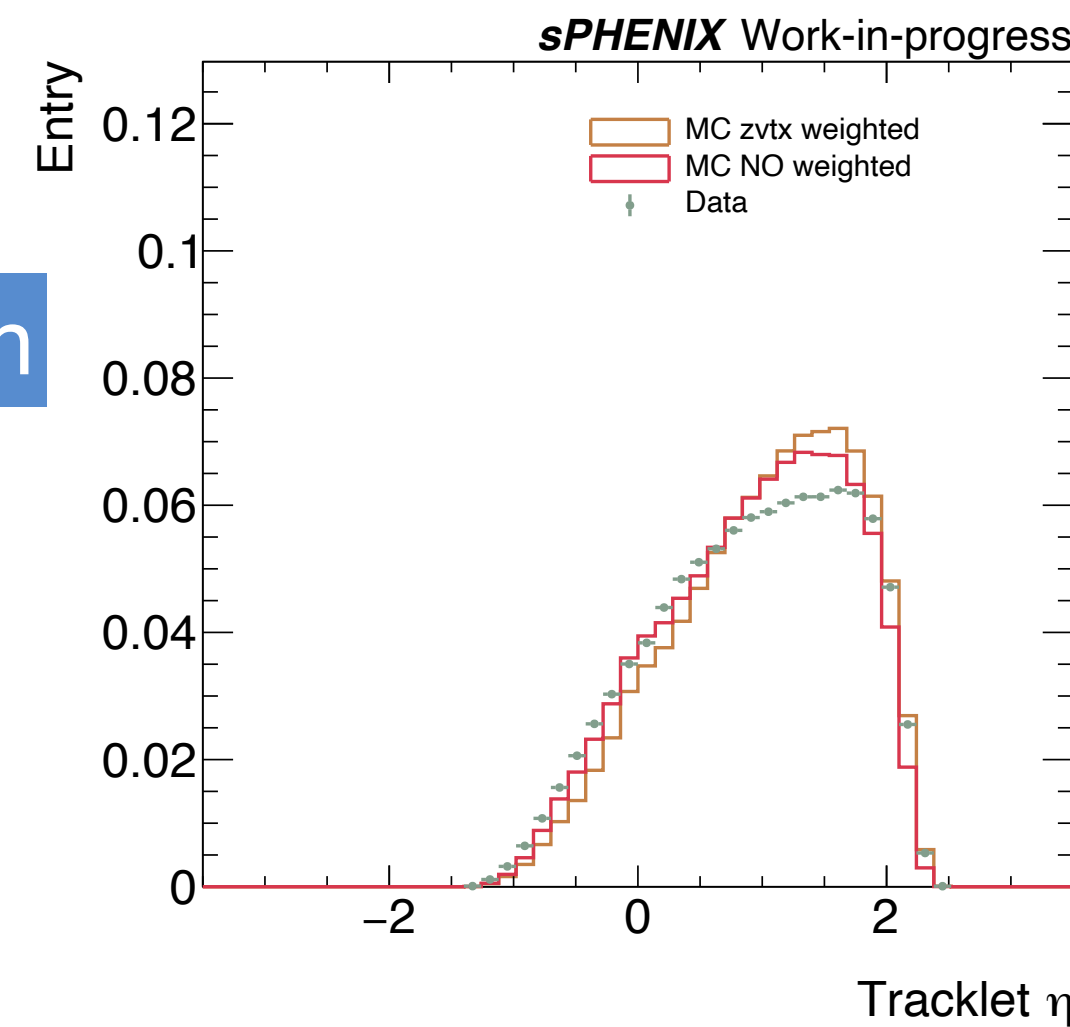 sPHENIX Work-in-progress
Entry
0.12
MC zvtx weighted
MC NO weighted
Data
0.1
n
0.08
0.06
0.04
0.02
0
−2 0 2
Tracklet η